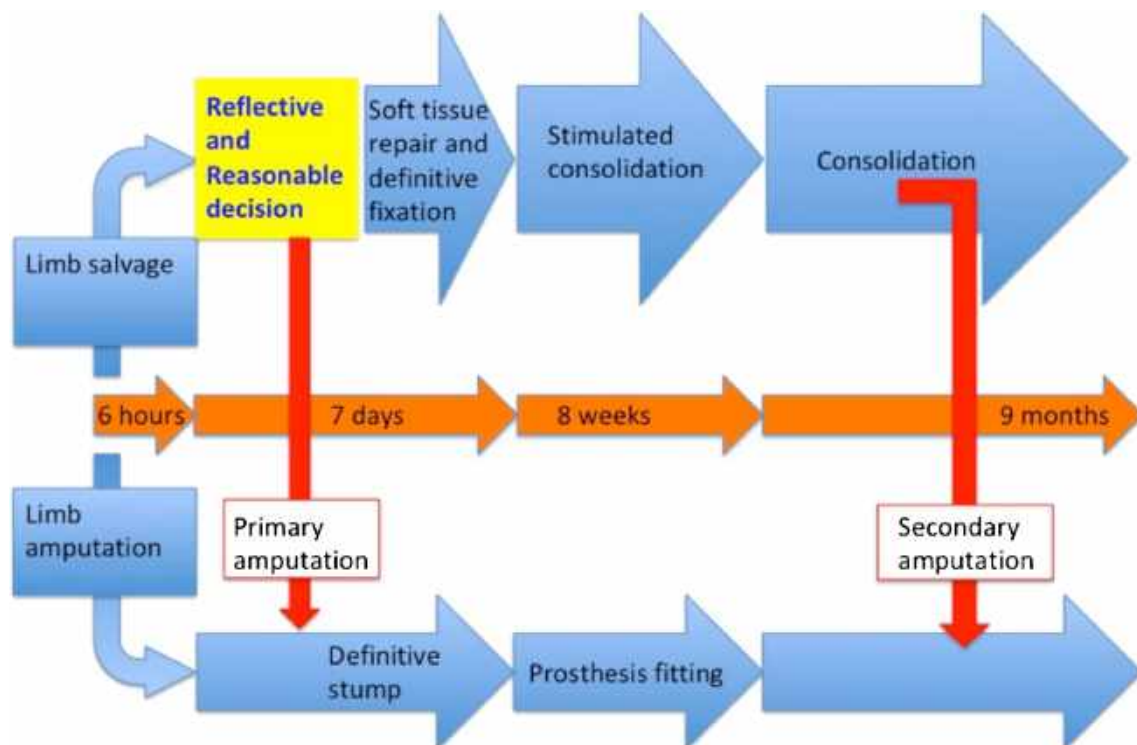 Reflective
and
Reasonable
decision
Soft tissue
repair and
definitive
fixation
Stimulated
consolidation
Consolidation
Limb salvage
6 hours
7 days
8 weeks
9 months
Limb
amputation
Primary
amputation
Secondary
amputation
Definitive
stump
Prosthesis fitting